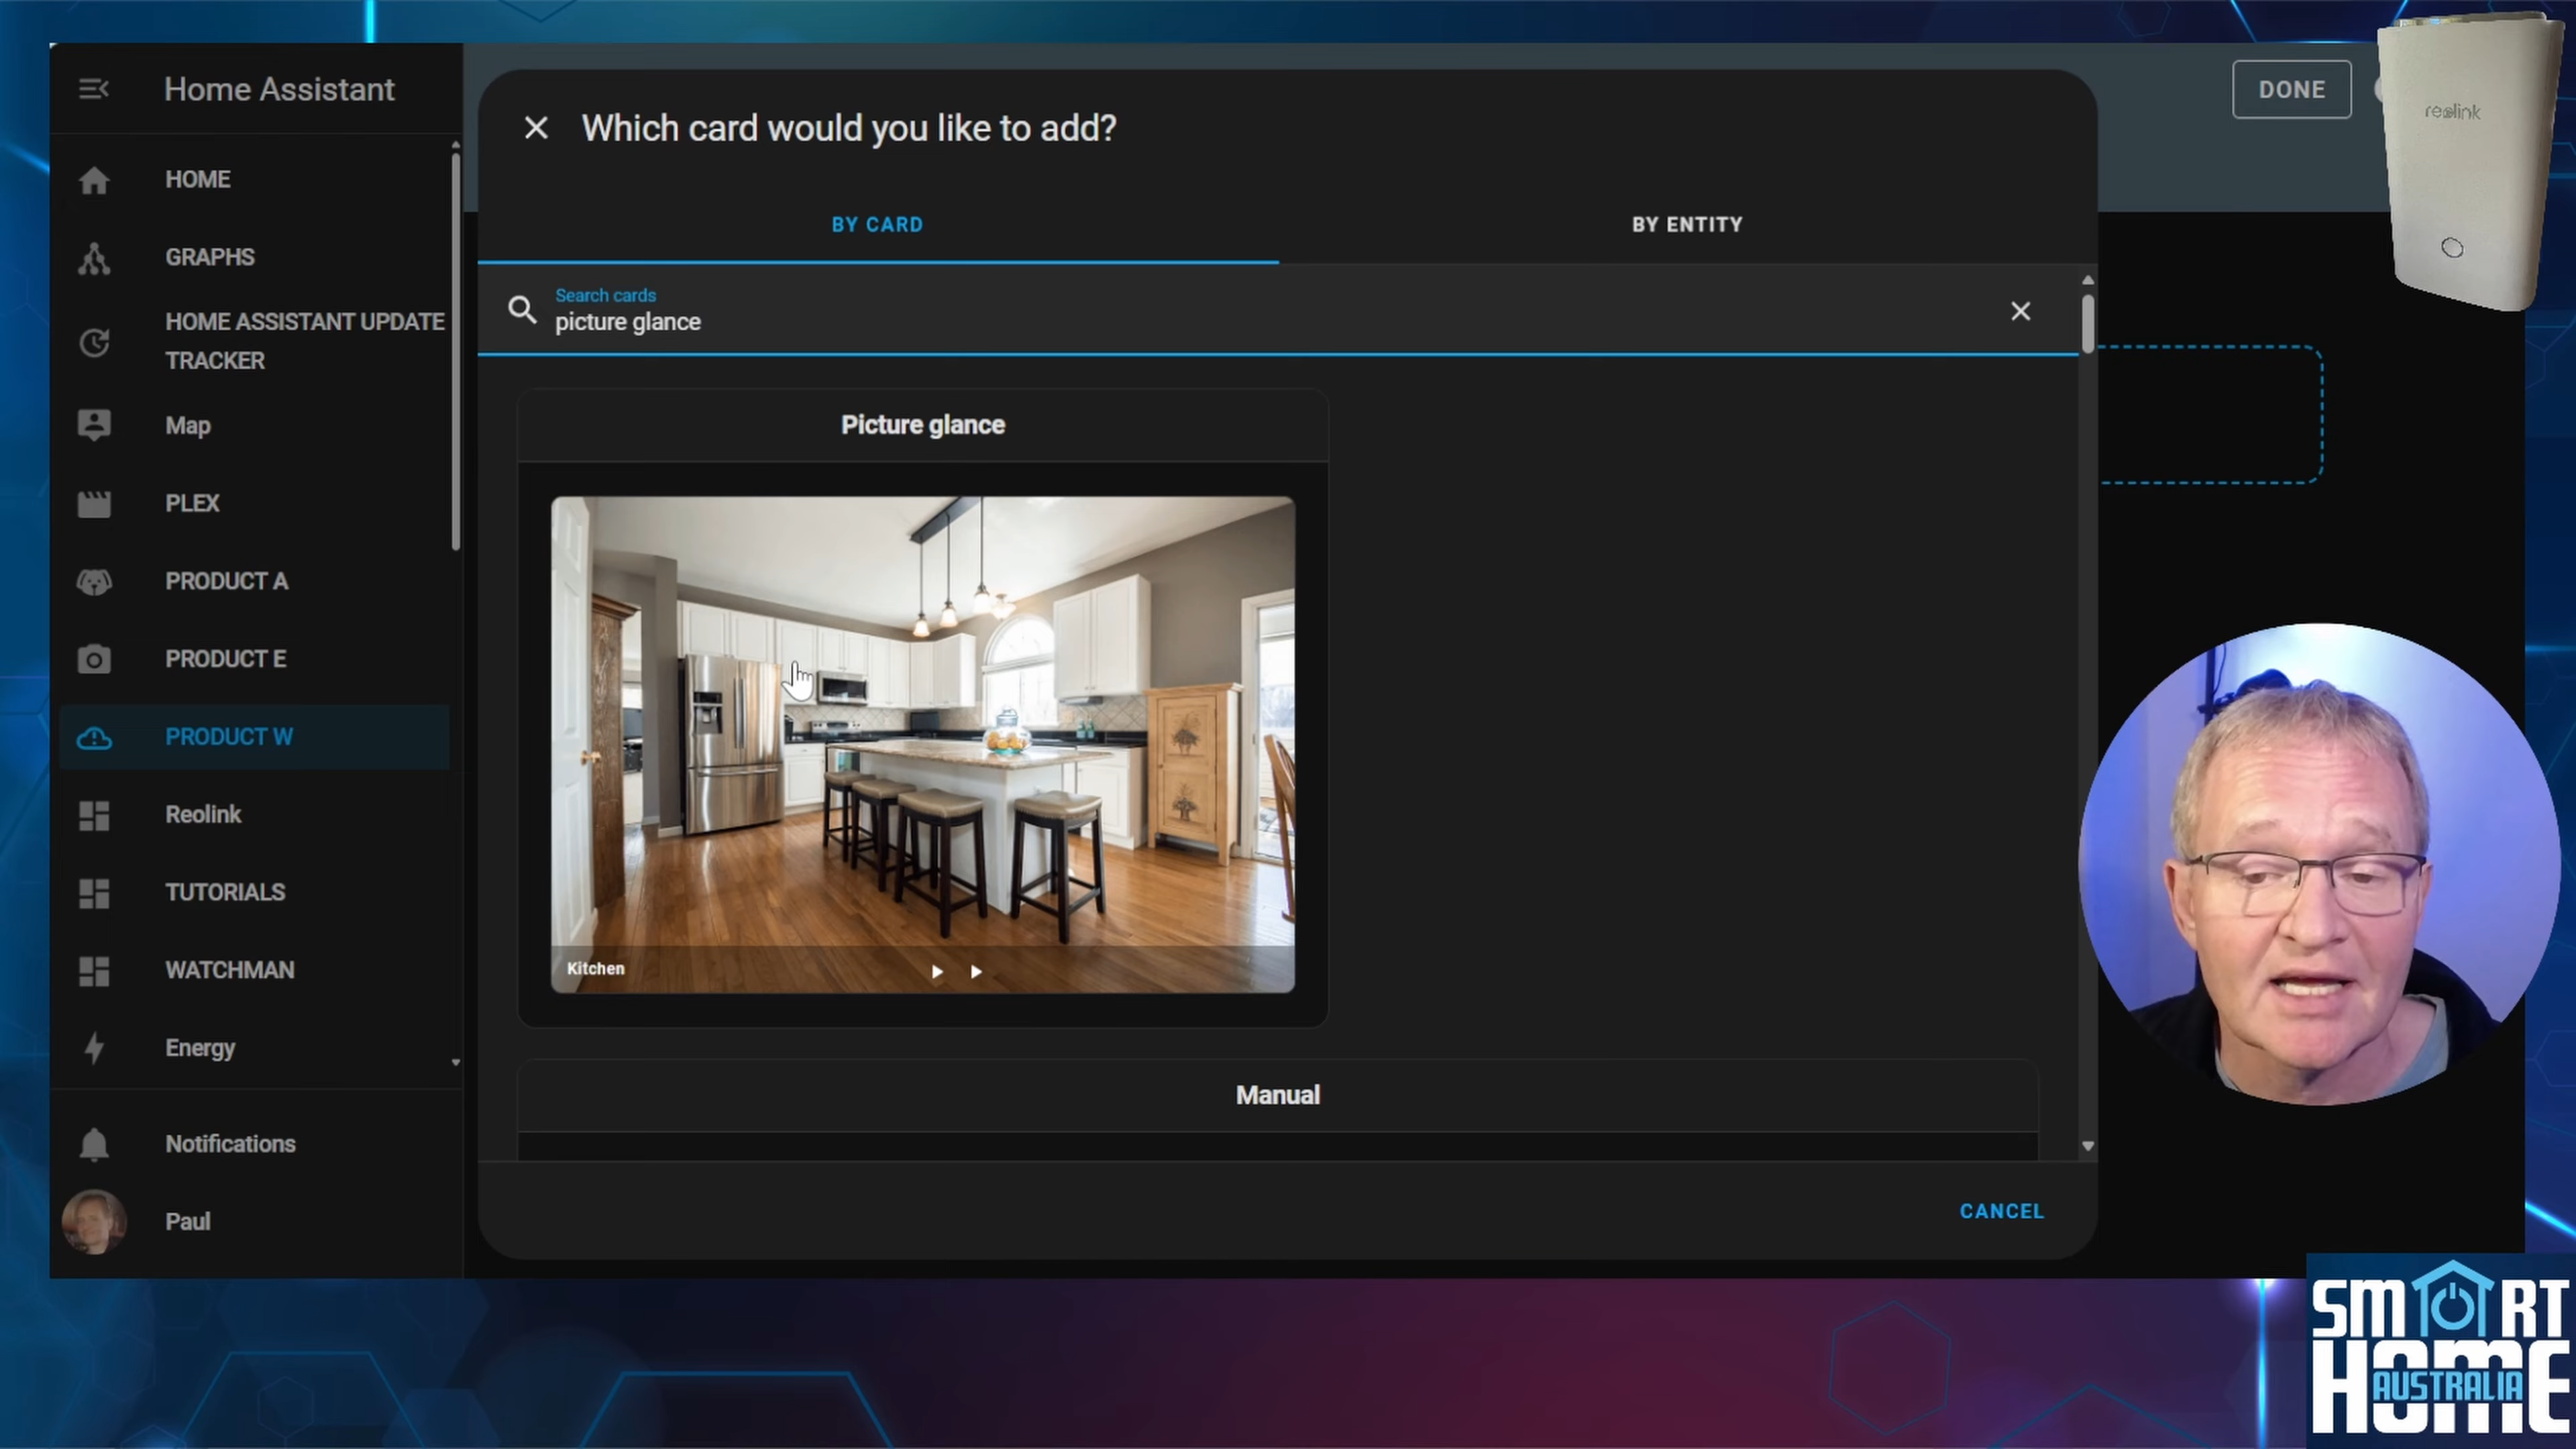 Home Assistant
HOME
GRAPHS
HOME ASSISTANT UPDATE
TRACKER
Map
PLEX
PRODUCT A
PRODUCT E
PRODUCT W
Reolink
TUTORIALS
WATCHMAN
Energy
Notifications
Paul
Which card would you like to add?
BY CARD
BY ENTITY
Search cards
picture glance
Picture glance
Kitchen
Manual
CANCEL
DONE
reolink
SMART
HOME
AUSTRALIA